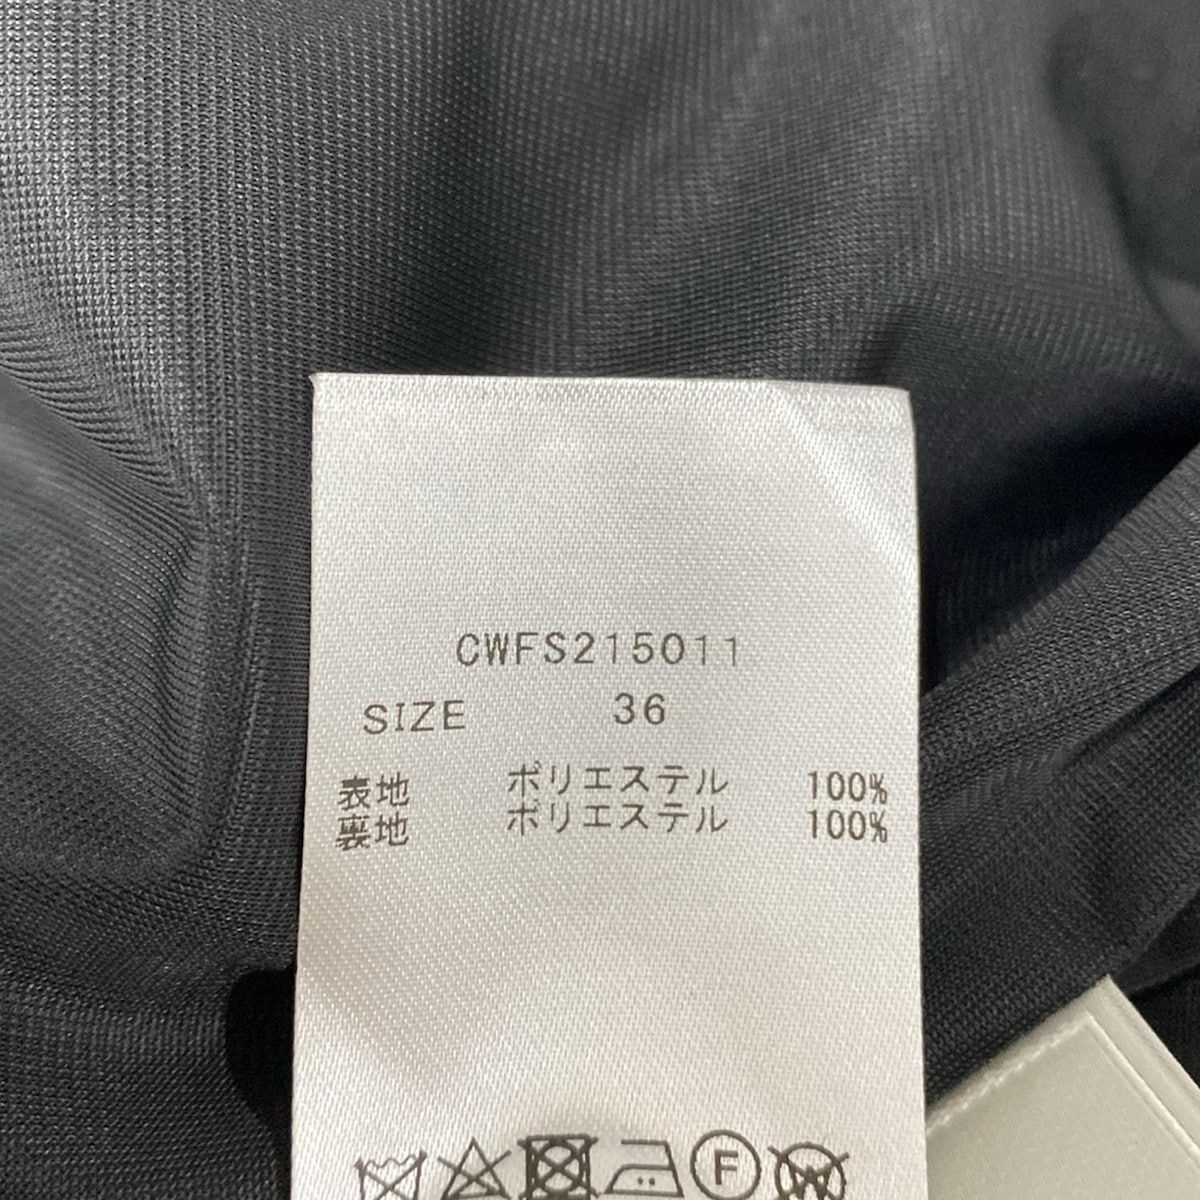 CWFS215011
SIZE 36
表地 ポリエステル 100%
裏地 ポリエステル 100%
F W